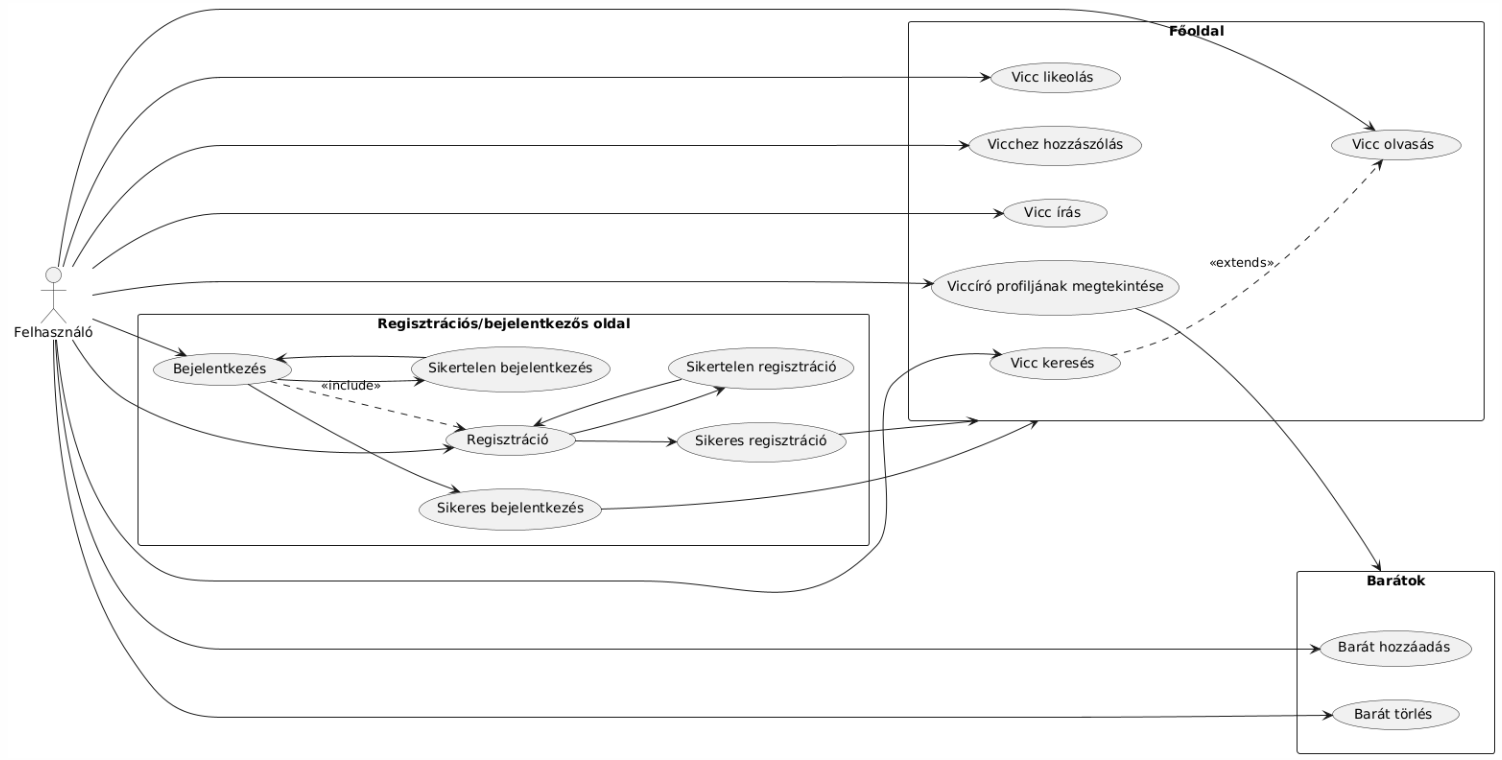 Főoldal
Vicc likeolás
Vicchez hozzászólás
Vicc olvasás
Vicc írás
«extends»
Viccíró profiljának megtekintése
Felhasználó
Regisztrációs/bejelentkezős oldal
Vicc keresés
Bejelentkezés
Sikertelen bejelentkezés
Sikertelen regisztráció
«include»
Regisztráció
Sikeres regisztráció
Sikeres bejelentkezés
Barátok
Barát hozzáadás
Barát törlés